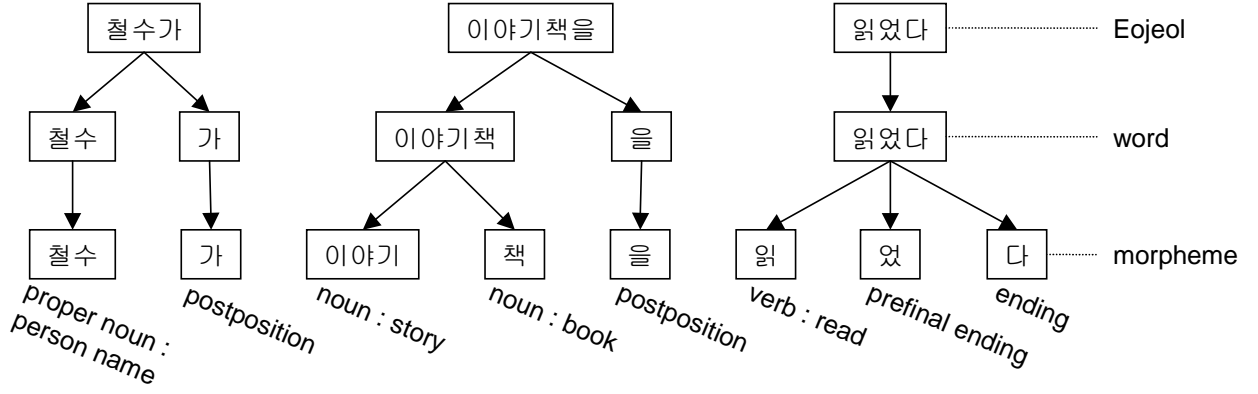 철수가
이야기책을
읽었다
Eojeol
철수
가
이야기책
을
읽었다
word
철수
가
이야기
책
을
읽
었
다
morpheme
proper noun :
person name
postposition
noun : story
noun : book
postposition
verb : read
prefinal ending
ending